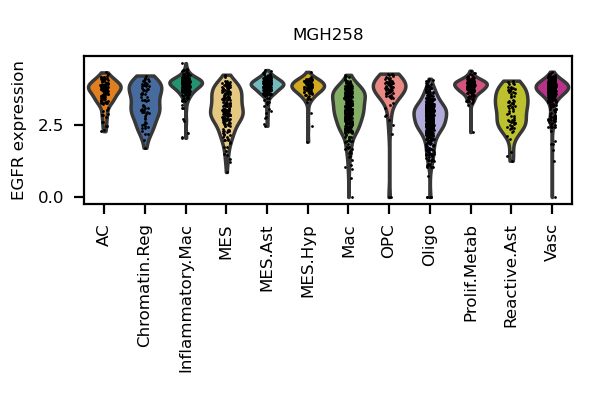 MGH258
EGFR expression
2.5
0.0
AC
Chromatin.Reg
Inflammatory.Mac
MES
MES.Ast
MES.Hyp
Mac
OPC
Oligo
Prolif.Metab
Reactive.Ast
Vasc